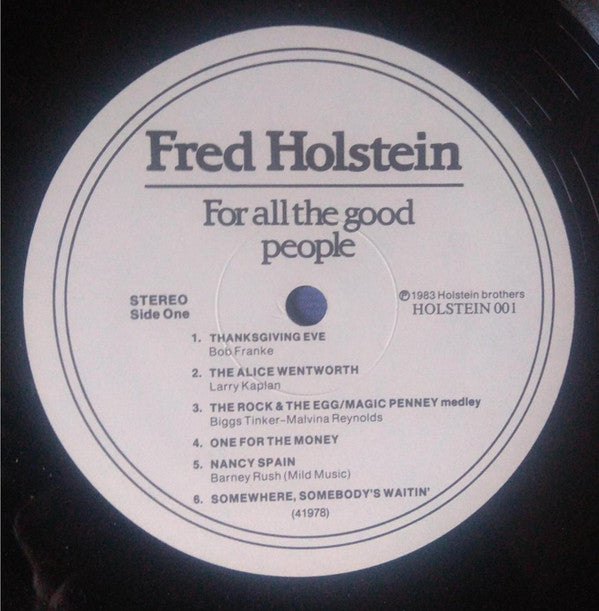 Fred Holstein
For all the good
people
STEREO
Side One
℗1983 Holstein brothers
HOLSTEIN 001
1. THANKSGIVING EVE
Bob Franke
2. THE ALICE WENTWORTH
Larry Kaplan
3. THE ROCK & THE EGG/MAGIC PENNEY medley
Biggs Tinker-Malvina Reynolds
4. ONE FOR THE MONEY
5. NANCY SPAIN
Barney Rush (Mild Music)
6. SOMEWHERE, SOMEBODY'S WAITIN'
(41978)